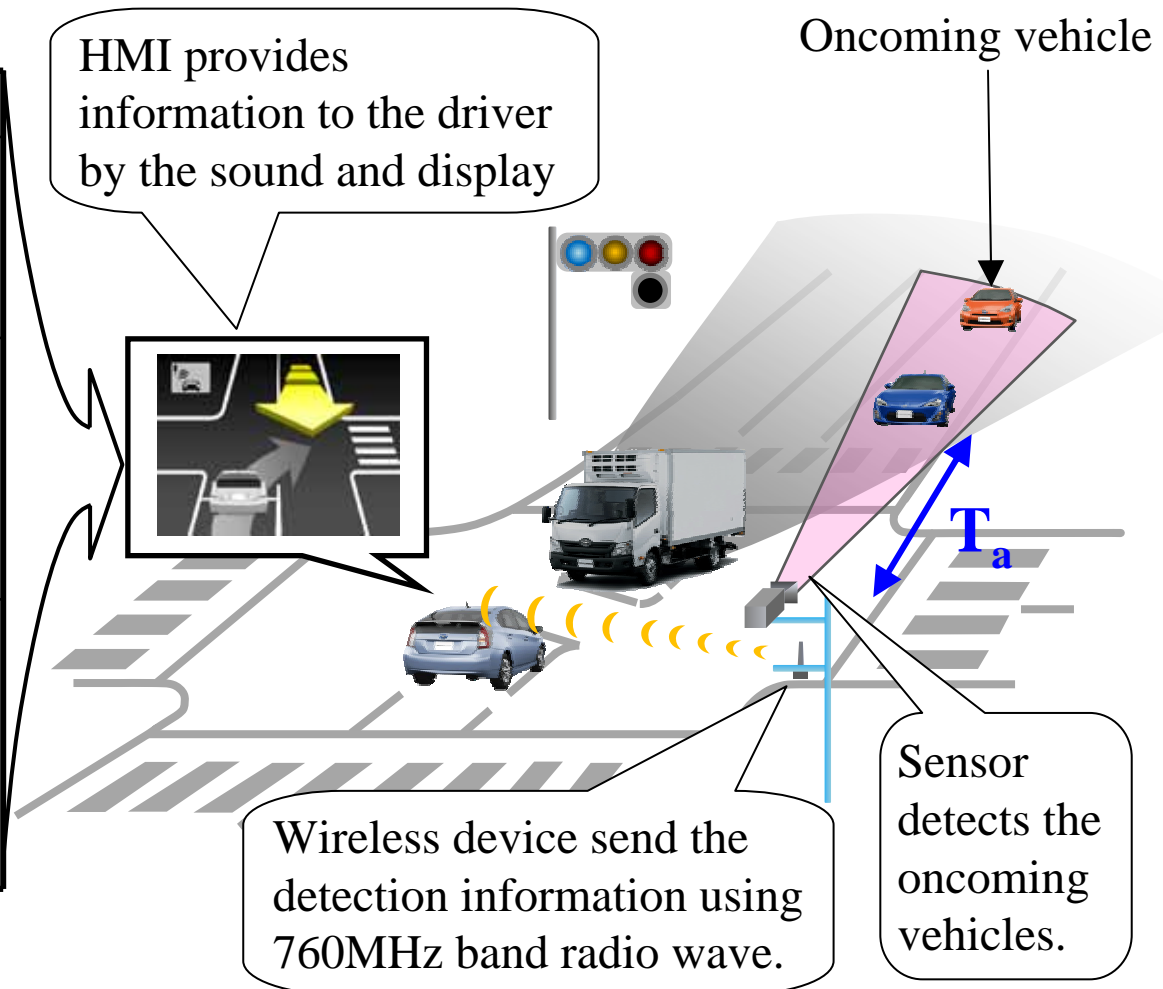 HMI provides
information to the driver
by the sound and display
Oncoming vehicle
T_a
Wireless device send the
detection information using
760MHz band radio wave.
Sensor
detects the
oncoming
vehicles.